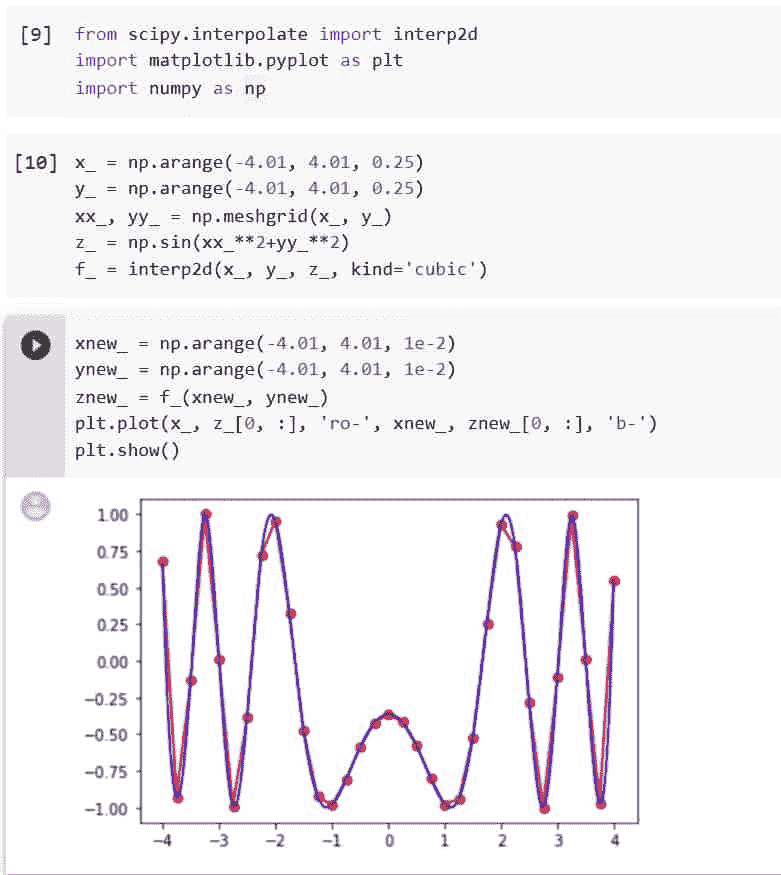 [9] from scipy.interpolate import interp2d
import matplotlib.pyplot as plt
import numpy as np
[10] x_ = np.arange(-4.01, 4.01, 0.25)
y_ = np.arange(-4.01, 4.01, 0.25)
xx_, yy_ = np.meshgrid(x_, y_)
z_ = np.sin(xx_**2+yy_**2)
f_ = interp2d(x_, y_, z_, kind='cubic')
xnew_ = np.arange(-4.01, 4.01, 1e-2)
ynew_ = np.arange(-4.01, 4.01, 1e-2)
znew_ = f_(xnew_, ynew_)
plt.plot(x_, z_[0, :], 'ro-', xnew_, znew_[0, :], 'b-')
plt.show()
1.00
0.75
0.50
0.25
0.00
−0.25
−0.50
−0.75
−1.00
−4 −3 −2 −1 0 1 2 3 4